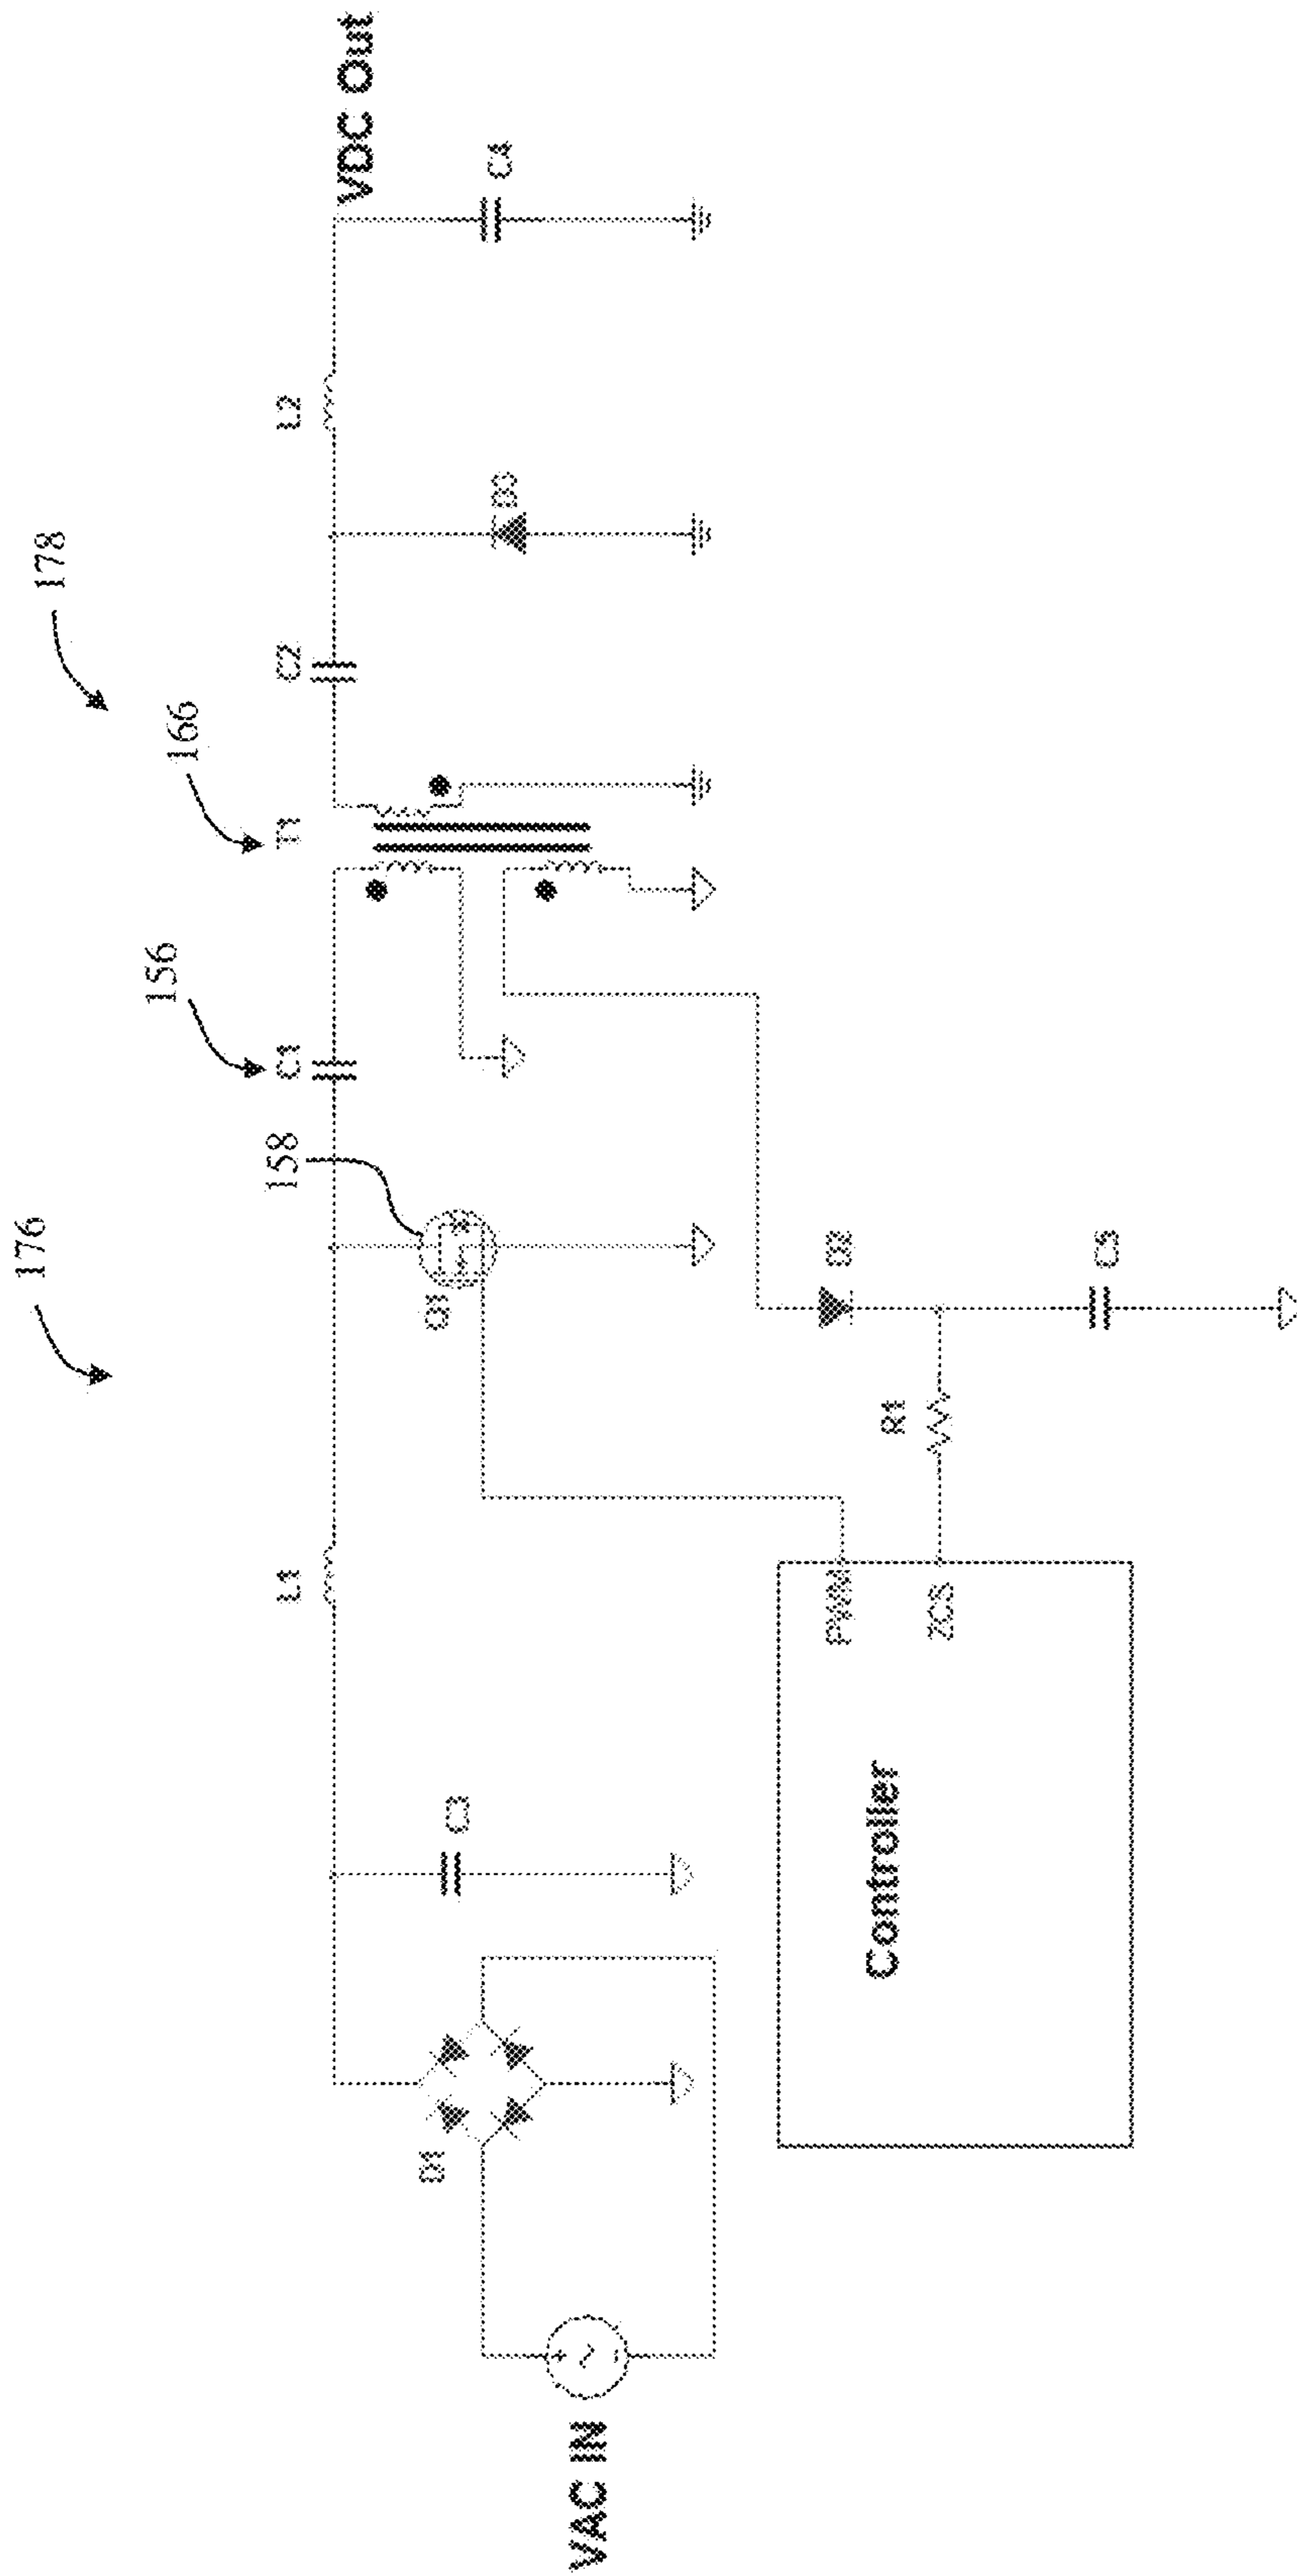 176
178
158
156
166
L1
C1
T1
C2
L2
VDC Out
D1
C3
Q1
D3
C4
VAC IN
Controller
PWM
ZCS
R1
D2
C5